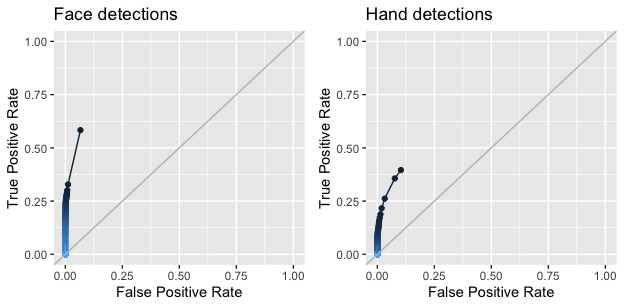 Face detections
True Positive Rate
1.00
0.75
0.50
0.25
0.00
0.00 0.25 0.50 0.75 1.00
False Positive Rate
Hand detections
True Positive Rate
1.00
0.75
0.50
0.25
0.00
0.00 0.25 0.50 0.75 1.00
False Positive Rate